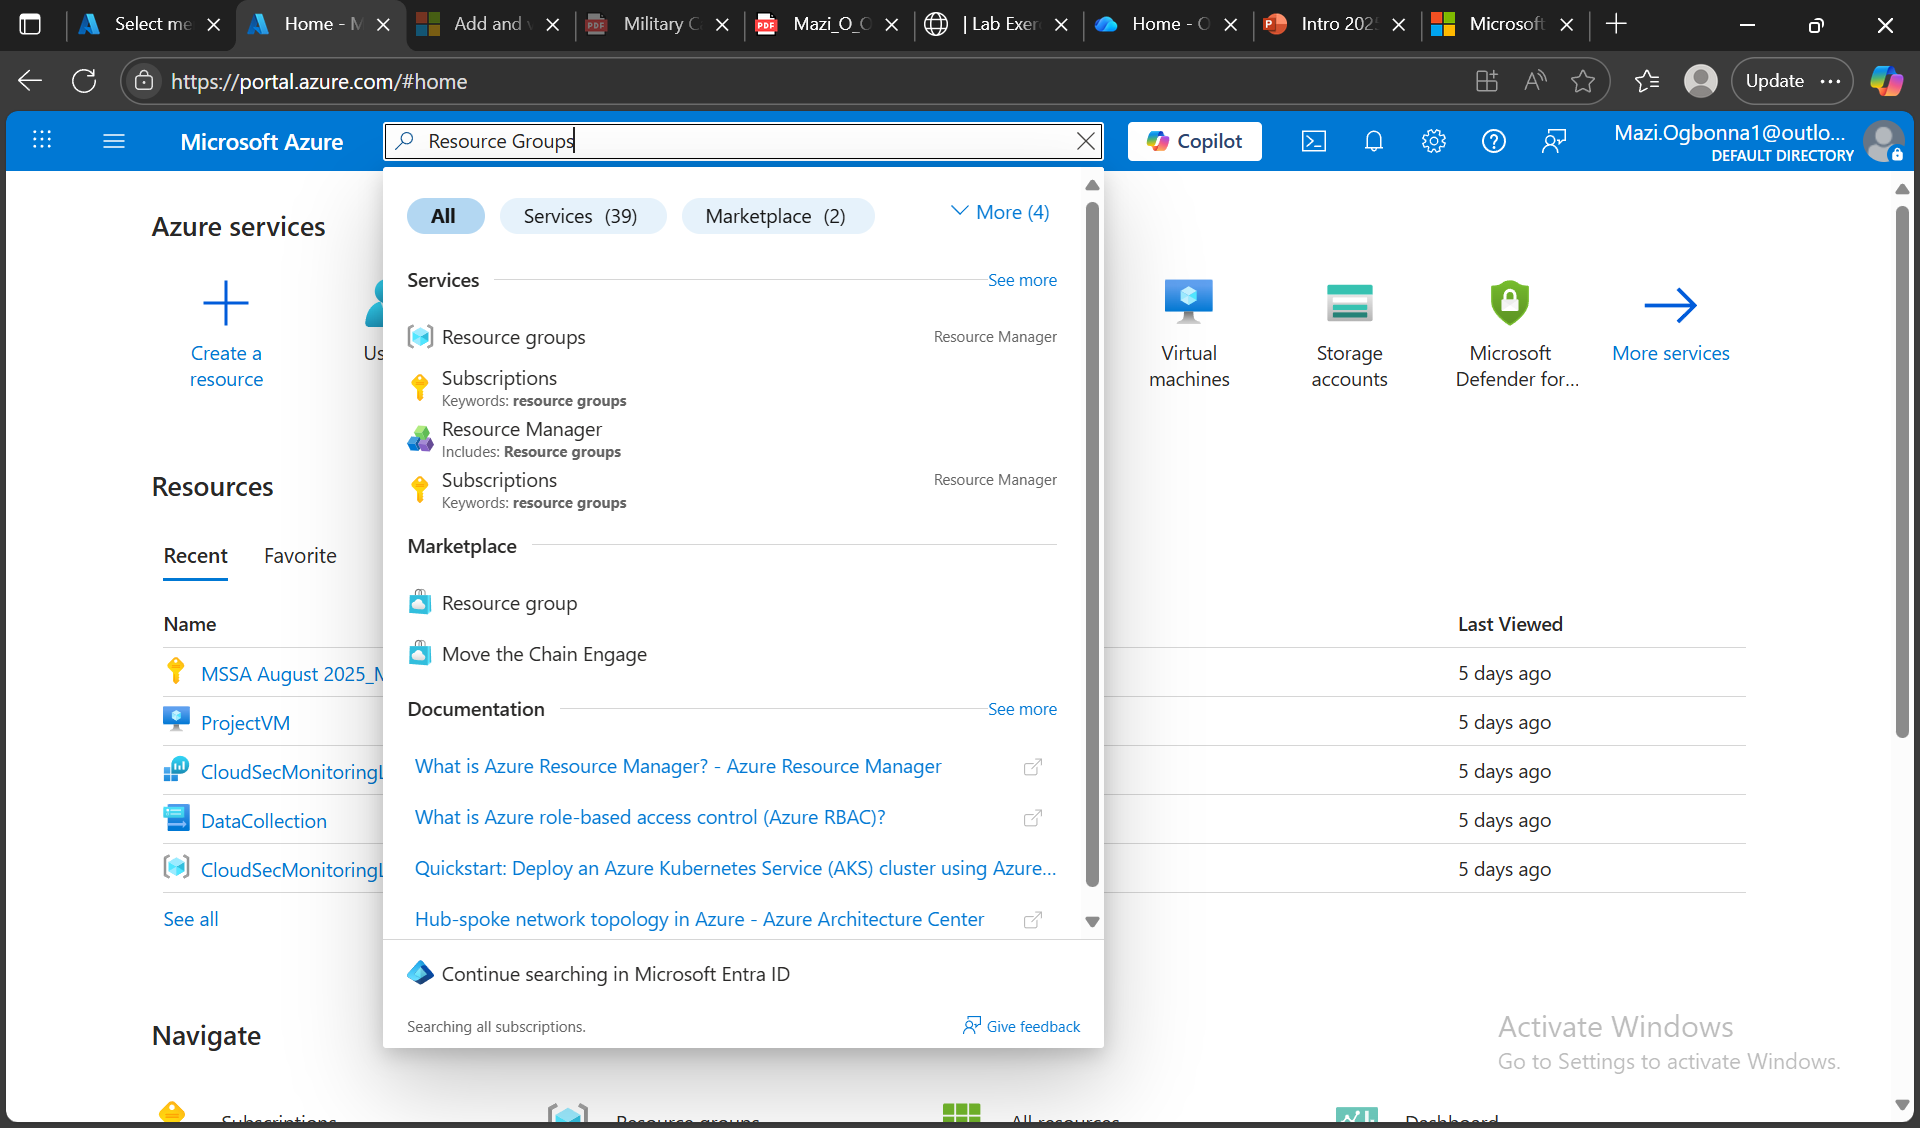 Select me
Home - M
Add and v
Military C
Mazi_O_O
| Lab Exer
Home - O
Intro 202
Microsoft
https://portal.azure.com/#home
Update
Microsoft Azure
Resource Groups
Copilot
Mazi.Ogbonna1@outlo...
DEFAULT DIRECTORY
All
Services (39)
Marketplace (2)
More (4)
Azure services
Create a
resource
Us
Virtual
machines
Storage
accounts
Microsoft
Defender for...
More services
Services
See more
Resource groups
Resource Manager
Subscriptions
Keywords: resource groups
Resource Manager
Includes: Resource groups
Subscriptions
Resource Manager
Keywords: resource groups
Marketplace
Resource group
Move the Chain Engage
Documentation
See more
What is Azure Resource Manager? - Azure Resource Manager
What is Azure role-based access control (Azure RBAC)?
Quickstart: Deploy an Azure Kubernetes Service (AKS) cluster using Azure...
Hub-spoke network topology in Azure - Azure Architecture Center
Continue searching in Microsoft Entra ID
Searching all subscriptions.
Give feedback
Resources
Recent
Favorite
Name
Last Viewed
MSSA August 2025_M
5 days ago
ProjectVM
5 days ago
CloudSecMonitoringL
5 days ago
DataCollection
5 days ago
CloudSecMonitoringL
5 days ago
See all
Navigate
Subscriptions
Resource groups
All resources
Dashboard
Activate Windows
Go to Settings to activate Windows.